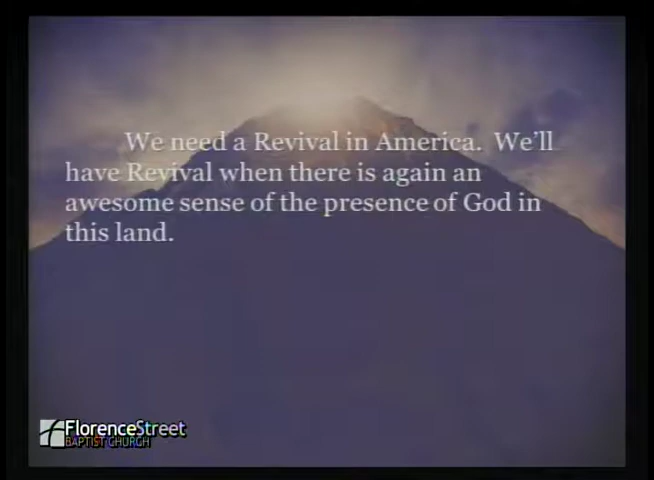 We need a Revival in America. We'll
have Revival when there is again an
awesome sense of the presence of God in
this land.
FlorenceStreet
BAPTIST CHURCH